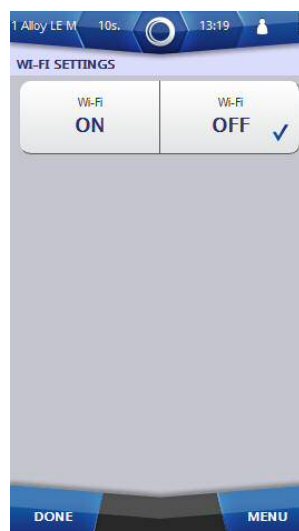 1 Alloy LE M 10s. 13:19
WI-FI SETTINGS
Wi-Fi Wi-Fi
ON OFF
DONE MENU